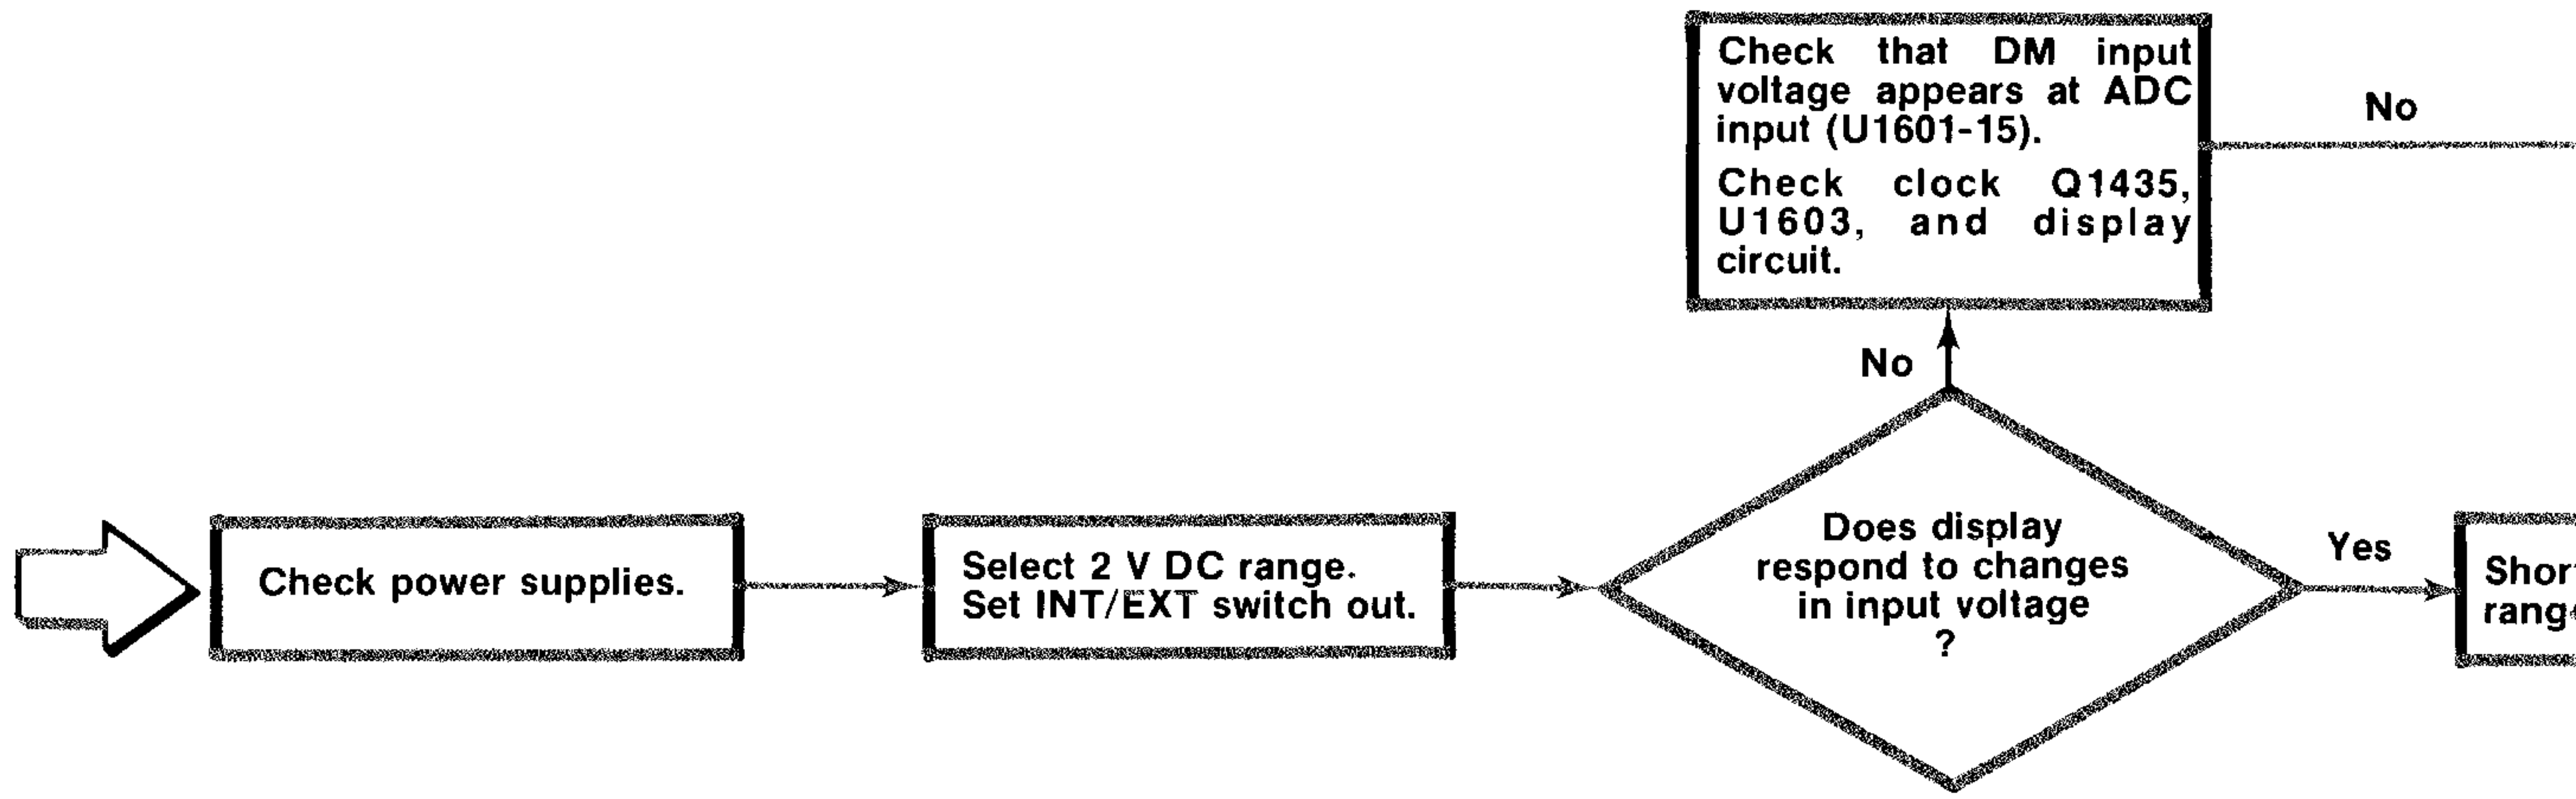 Check that DM input
voltage appears at ADC
input (U1601-15).
Check clock Q1435,
U1603, and display
circuit.
No
No
Check power supplies.
Select 2 V DC range.
Set INT/EXT switch out.
Does display
respond to changes
in input voltage
?
Yes